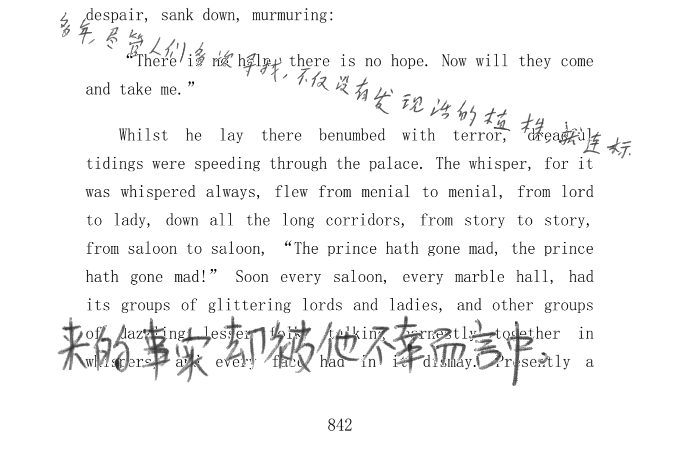 despair, sank down, murmuring:
多年,尽管人们多次寻找,不仅没有发现活的植株,就连标
“There is no help, there is no hope. Now will they come
and take me.”
Whilst he lay there benumbed with terror, dreadful
tidings were speeding through the palace. The whisper, for it
was whispered always, flew from menial to menial, from lord
to lady, down all the long corridors, from story to story,
from saloon to saloon, “The prince hath gone mad, the prince
hath gone mad!” Soon every saloon, every marble hall, had
its groups of glittering lords and ladies, and other groups
of dazzling lesser folk, talking earnestly together in
来的事实却被他不幸而言中。
whispers, and every face had in it dismay. Presently a
842